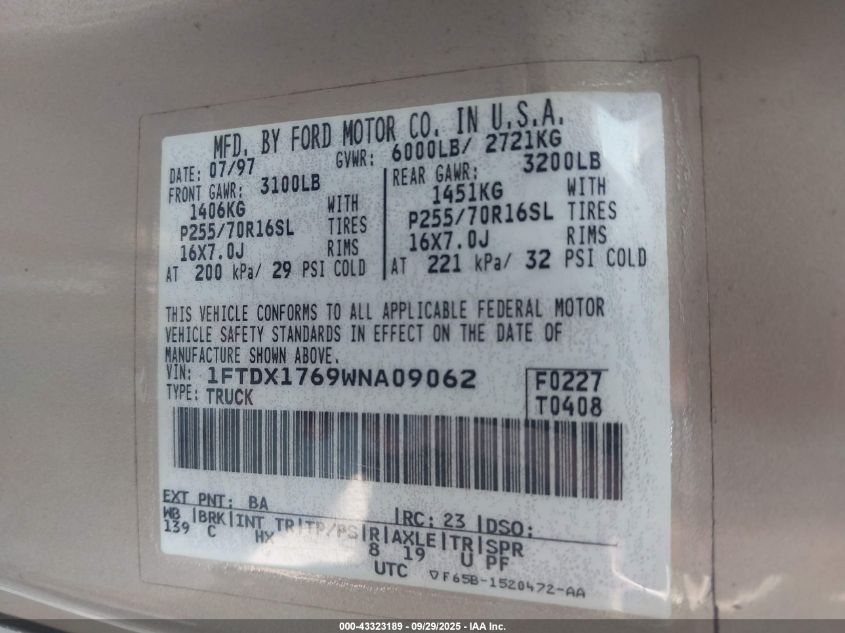 MFD. BY FORD MOTOR CO. IN U.S.A.
DATE: 07/97 GVWR: 6000LB/ 2721KG
FRONT GAWR: 3100LB
1406KG WITH
P255/70R16SL TIRES
16X7.0J RIMS
AT 200 kPa/ 29 PSI COLD
REAR GAWR: 3200LB
1451KG WITH
P255/70R16SL TIRES
16X7.0J RIMS
AT 221 kPa/ 32 PSI COLD
THIS VEHICLE CONFORMS TO ALL APPLICABLE FEDERAL MOTOR
VEHICLE SAFETY STANDARDS IN EFFECT ON THE DATE OF
MANUFACTURE SHOWN ABOVE.
VIN: 1FTDX1769WNA09062
TYPE: TRUCK
F0227
T0408
EXT PNT: BA RC: 23 DSO:
WB BRK INT TR TP/PS R AXLE TR SPR
139 C HX 8 19 U PF
UTC ▽F65B-1520472-AA
000-43323189 - 09/29/2025 - IAA Inc.